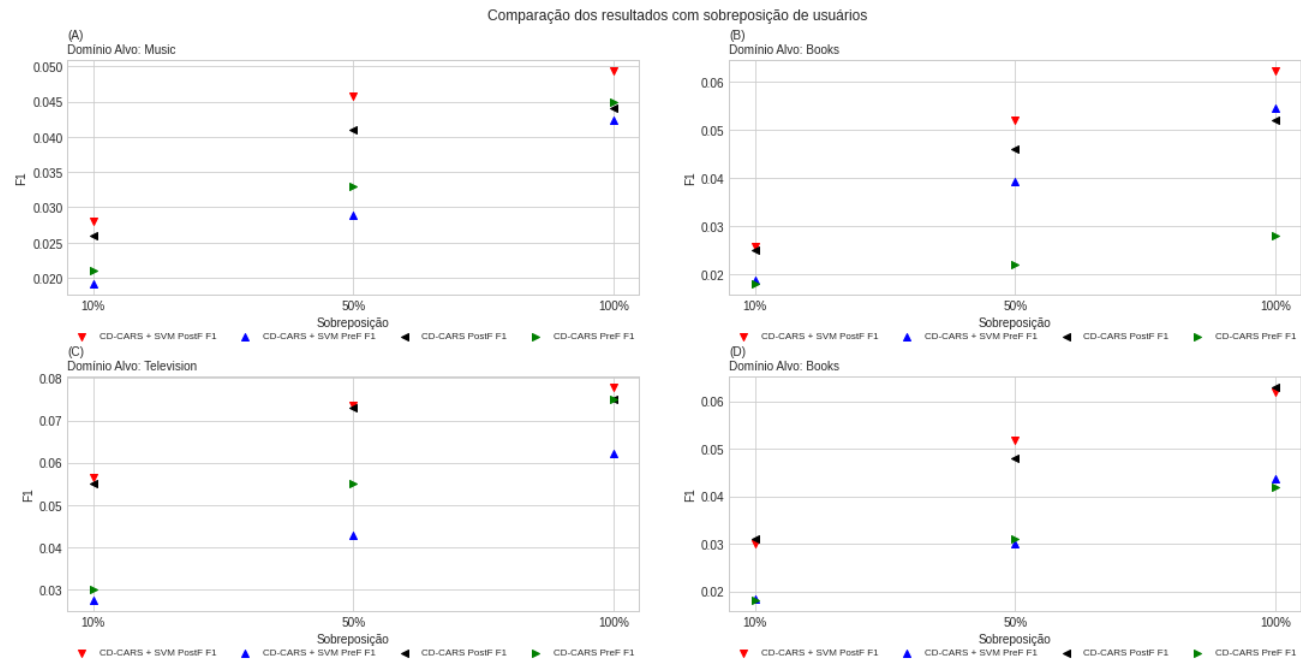 Comparação dos resultados com sobreposição de usuários
(A)
Domínio Alvo: Music
0.050
0.045
0.040
0.035
0.030
0.025
0.020
F1
10%
50%
100%
Sobreposição
CD-CARS + SVM PostF F1
CD-CARS + SVM PreF F1
CD-CARS PostF F1
CD-CARS PreF F1
(B)
Domínio Alvo: Books
0.06
0.05
0.04
0.03
0.02
F1
10%
50%
100%
Sobreposição
CD-CARS + SVM PostF F1
CD-CARS + SVM PreF F1
CD-CARS PostF F1
CD-CARS PreF F1
(C)
Domínio Alvo: Television
0.08
0.07
0.06
0.05
0.04
0.03
F1
10%
50%
100%
Sobreposição
CD-CARS + SVM PostF F1
CD-CARS + SVM PreF F1
CD-CARS PostF F1
CD-CARS PreF F1
(D)
Domínio Alvo: Books
0.06
0.05
0.04
0.03
0.02
F1
10%
50%
100%
Sobreposição
CD-CARS + SVM PostF F1
CD-CARS + SVM PreF F1
CD-CARS PostF F1
CD-CARS PreF F1